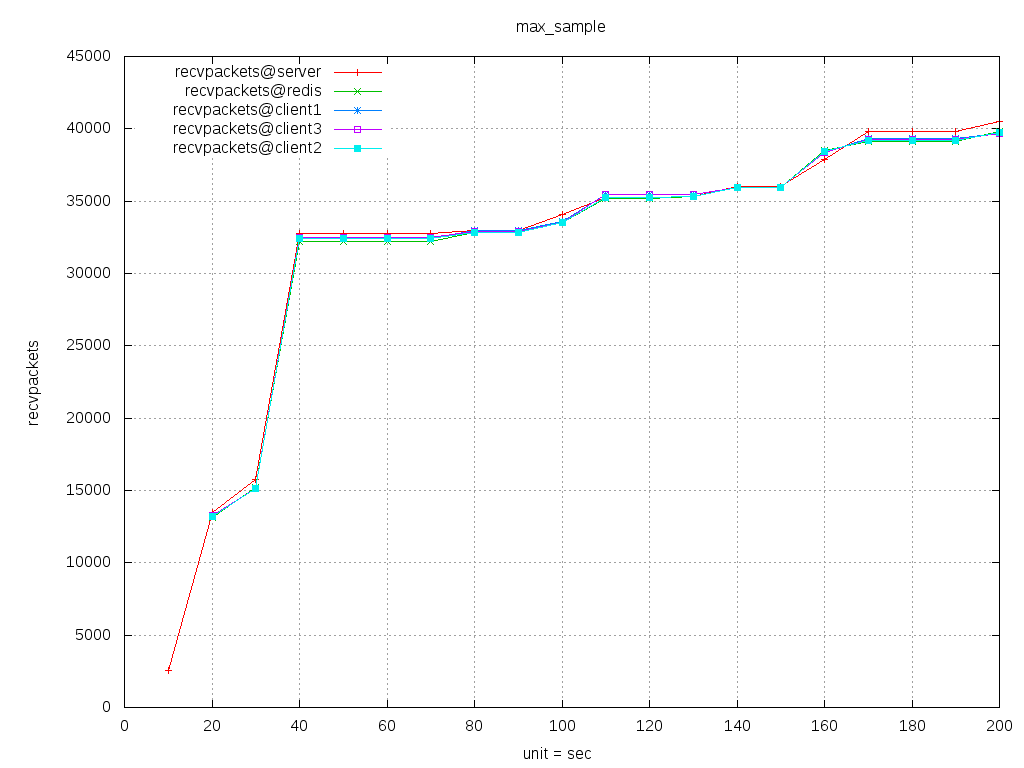 max_sample
45000
40000
35000
30000
25000
20000
15000
10000
5000
0
recvpackets
recvpackets@server
recvpackets@redis
recvpackets@client1
recvpackets@client3
recvpackets@client2
0 20 40 60 80 100 120 140 160 180 200
unit = sec